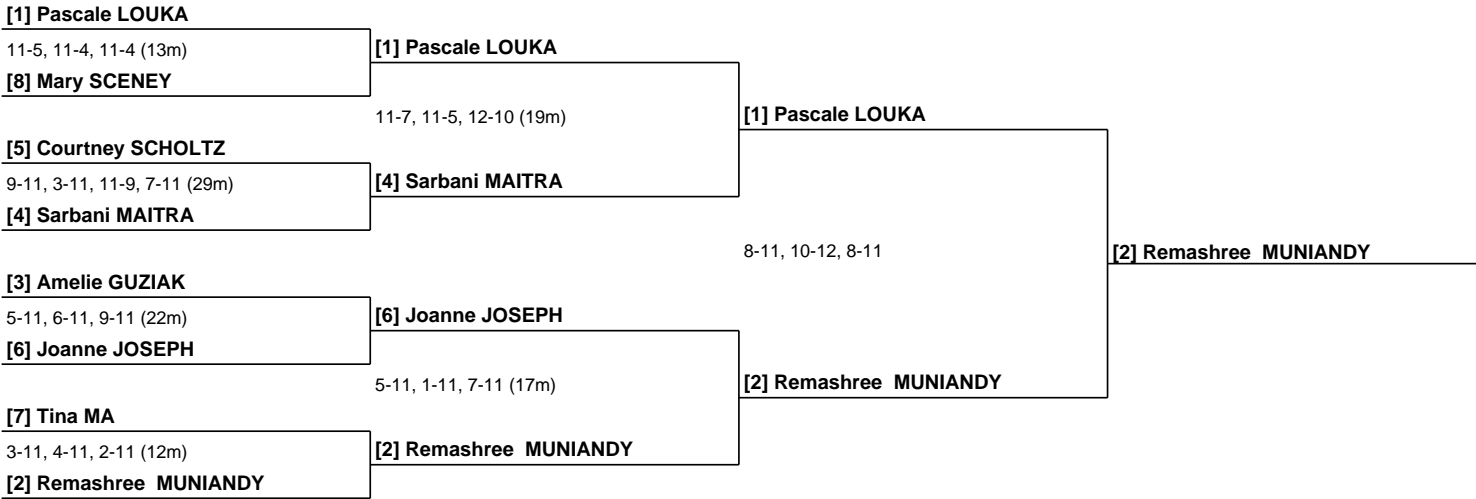 [1] Pascale LOUKA
11-5, 11-4, 11-4 (13m)
[8] Mary SCENEY
[1] Pascale LOUKA
11-7, 11-5, 12-10 (19m)
[1] Pascale LOUKA
[5] Courtney SCHOLTZ
9-11, 3-11, 11-9, 7-11 (29m)
[4] Sarbani MAITRA
[4] Sarbani MAITRA
8-11, 10-12, 8-11
[2] Remashree MUNIANDY
[3] Amelie GUZIAK
5-11, 6-11, 9-11 (22m)
[6] Joanne JOSEPH
[6] Joanne JOSEPH
5-11, 1-11, 7-11 (17m)
[2] Remashree MUNIANDY
[7] Tina MA
3-11, 4-11, 2-11 (12m)
[2] Remashree MUNIANDY
[2] Remashree MUNIANDY